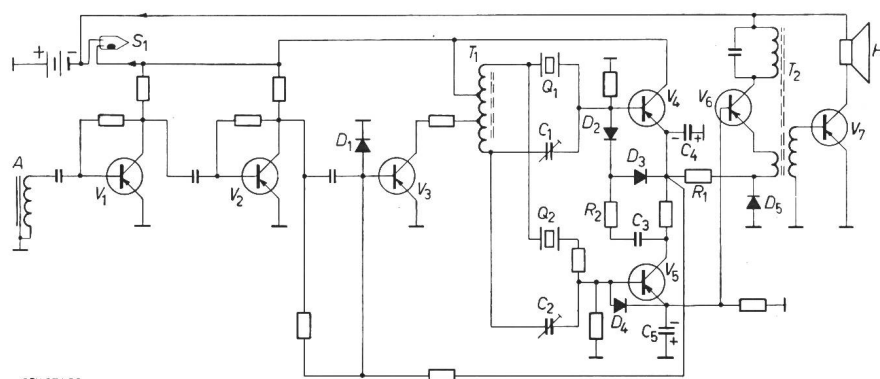 + -
S1
A
V1
V2
D1
V3
T1
Q1
C1
Q2
C2
D2
V4
- +
C4
D3
R2
C3
R1
V5
D4
C5
-
+
V6
T2
D5
V7
H